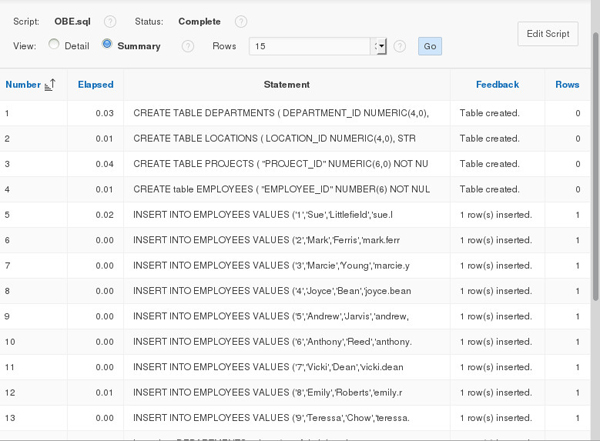 Script: OBE.sql Status: Complete
Edit Script
View: Detail Summary Rows 15 Go
Number Elapsed Statement Feedback Rows
1 0.03 CREATE TABLE DEPARTMENTS ( DEPARTMENT_ID NUMERIC(4,0), Table created. 0
2 0.01 CREATE TABLE LOCATIONS ( LOCATION_ID NUMERIC(4,0), STR Table created. 0
3 0.04 CREATE TABLE PROJECTS ( "PROJECT_ID" NUMERIC(6,0) NOT NU Table created. 0
4 0.01 CREATE table EMPLOYEES ( "EMPLOYEE_ID" NUMBER(6) NOT NUL Table created. 0
5 0.02 INSERT INTO EMPLOYEES VALUES ('1','Sue','Littlefield','sue.l 1 row(s) inserted. 1
6 0.00 INSERT INTO EMPLOYEES VALUES ('2','Mark','Ferris','mark.ferr 1 row(s) inserted. 1
7 0.00 INSERT INTO EMPLOYEES VALUES ('3','Marcie','Young','marcie.y 1 row(s) inserted. 1
8 0.00 INSERT INTO EMPLOYEES VALUES ('4','Joyce','Bean','joyce.bean 1 row(s) inserted. 1
9 0.00 INSERT INTO EMPLOYEES VALUES ('5','Andrew','Jarvis','andrew, 1 row(s) inserted. 1
10 0.00 INSERT INTO EMPLOYEES VALUES ('6','Anthony','Reed','anthony. 1 row(s) inserted. 1
11 0.00 INSERT INTO EMPLOYEES VALUES ('7','Vicki','Dean','vicki.dean 1 row(s) inserted. 1
12 0.01 INSERT INTO EMPLOYEES VALUES ('8','Emily','Roberts','emily.r 1 row(s) inserted. 1
13 0.00 INSERT INTO EMPLOYEES VALUES ('9','Teressa','Chow','teressa. 1 row(s) inserted. 1